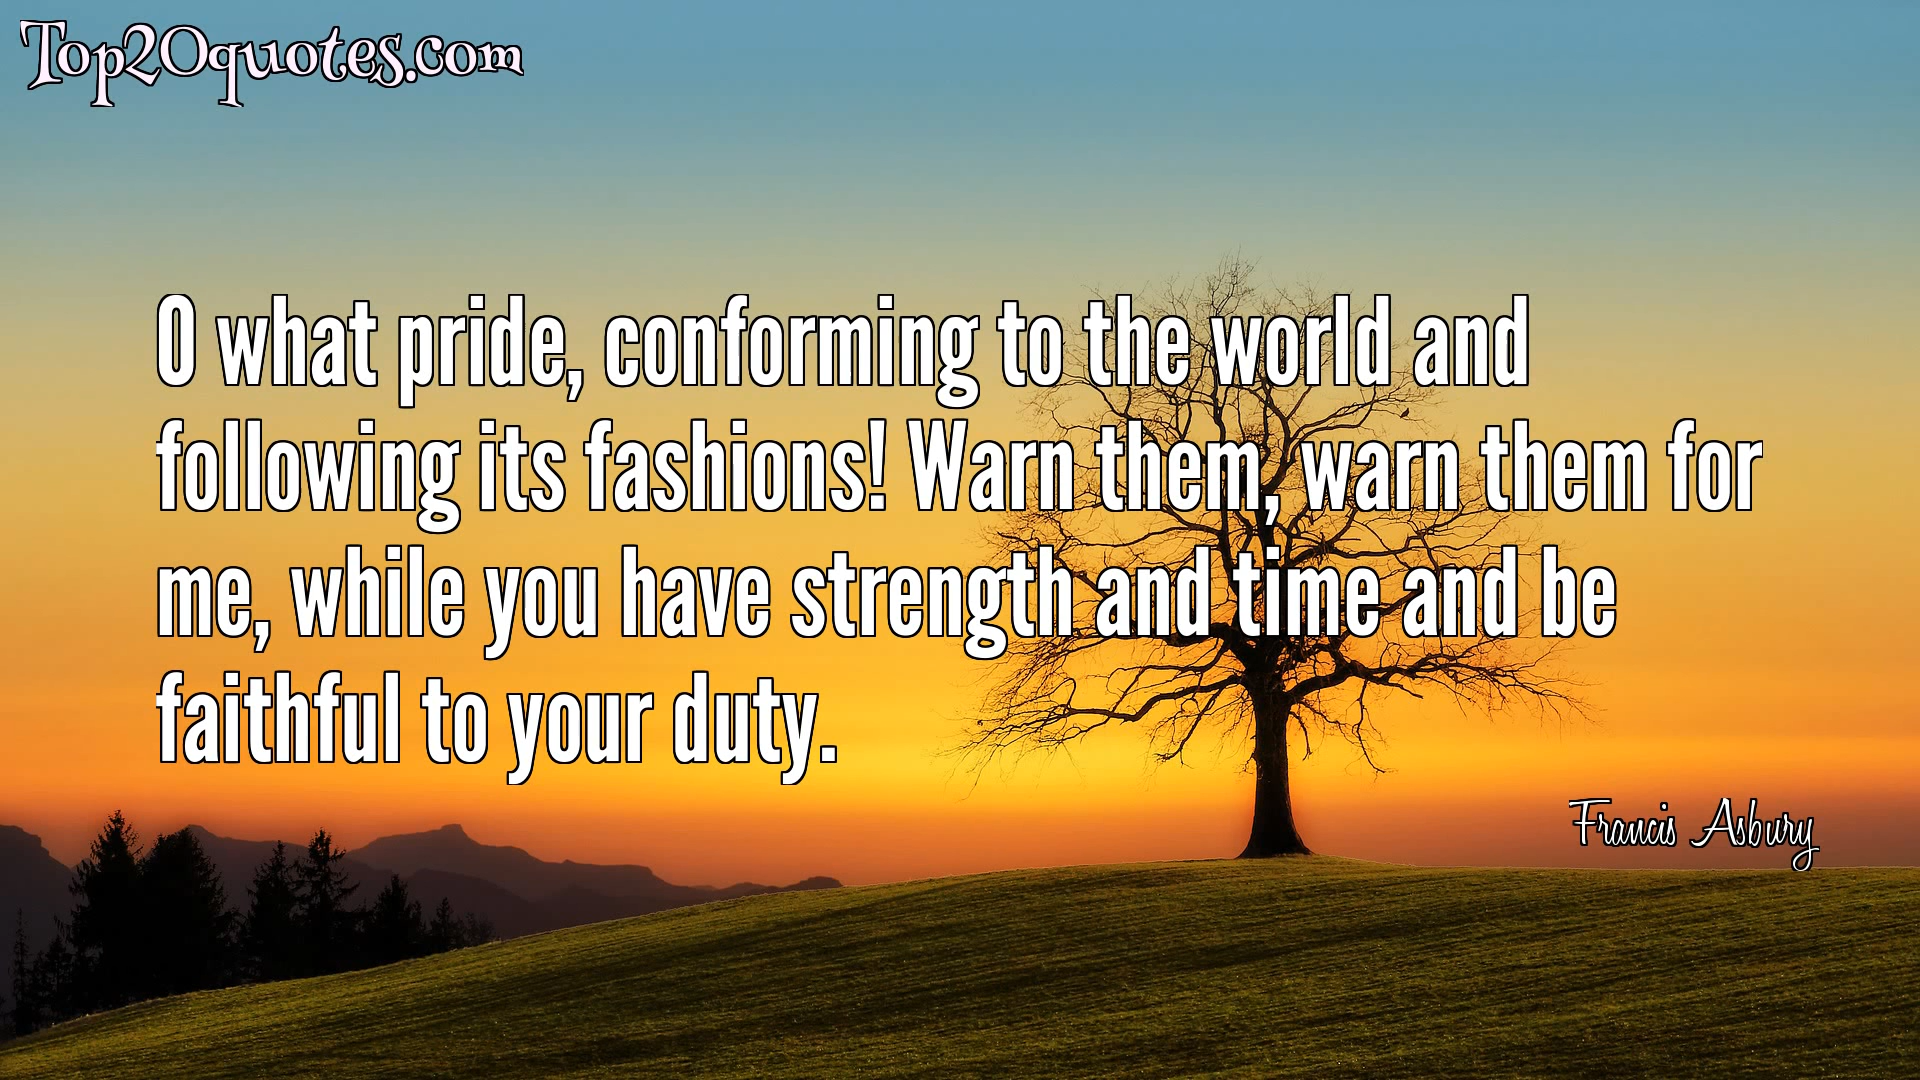 Top20quotes.com
O what pride, conforming to the world and
following its fashions! Warn them, warn them for
me, while you have strength and time and be
faithful to your duty.
Francis Asbury